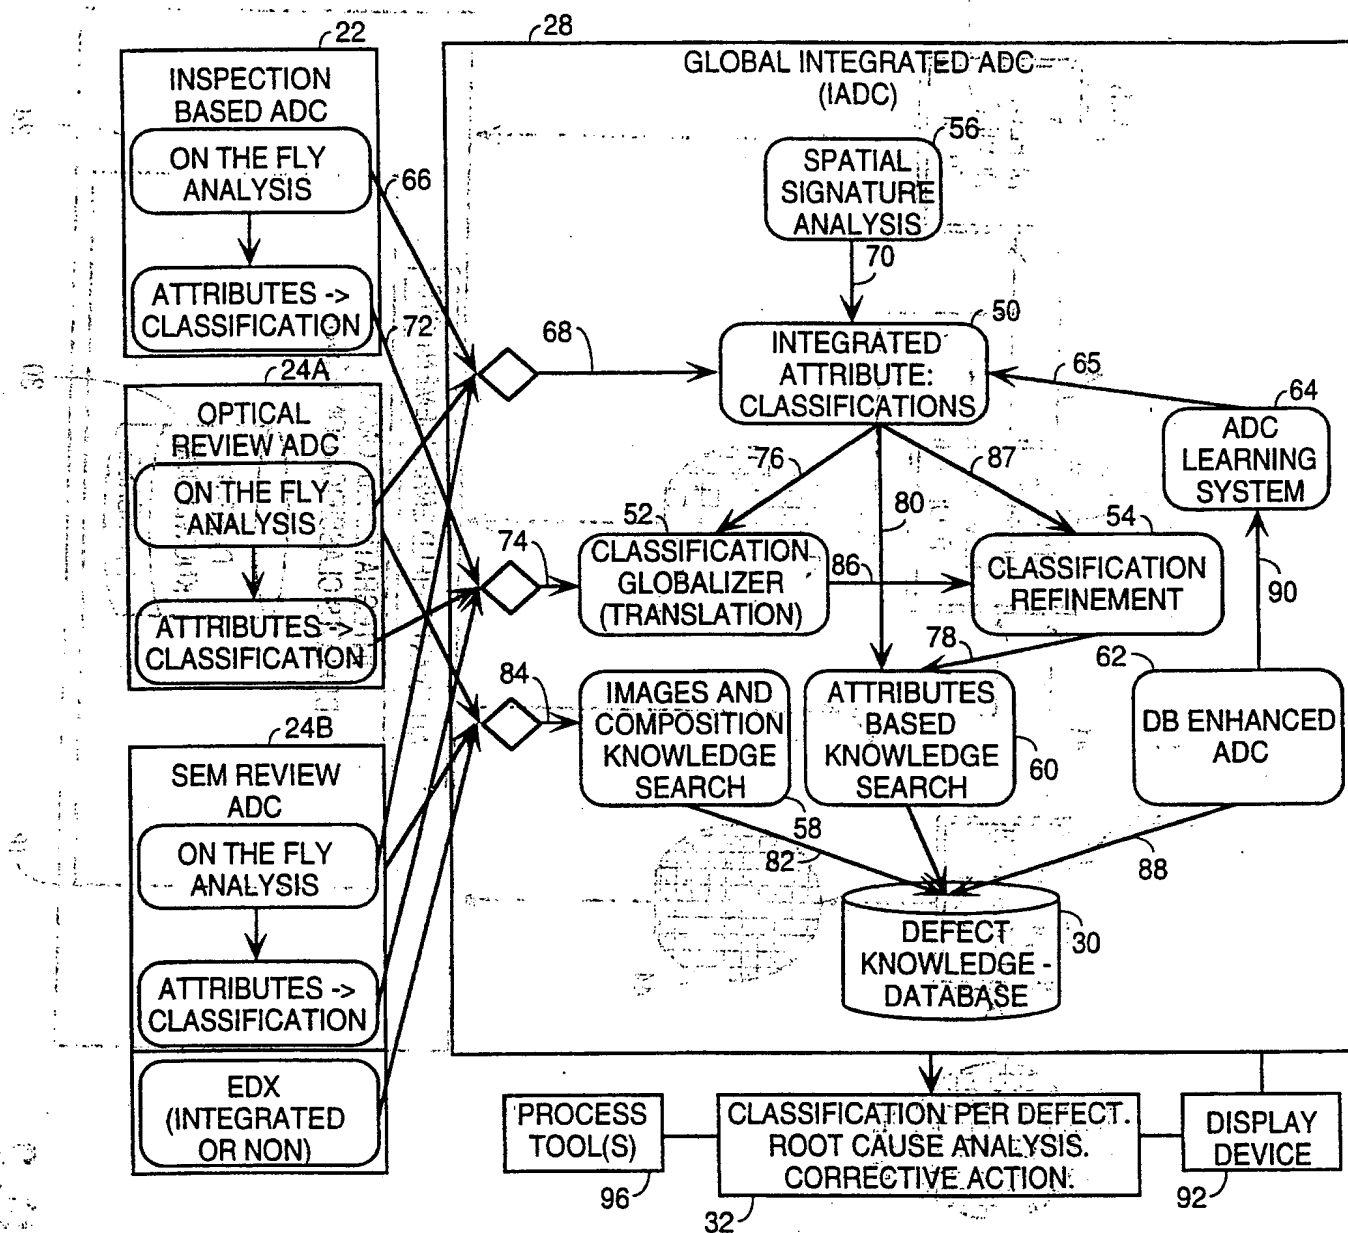 22
INSPECTION
BASED ADC
ON THE FLY
ANALYSIS
66
ATTRIBUTES ->
CLASSIFICATION
72
24A
OPTICAL
REVIEW ADC
ON THE FLY
ANALYSIS
ATTRIBUTES ->
CLASSIFICATION
24B
SEM REVIEW
ADC
ON THE FLY
ANALYSIS
ATTRIBUTES ->
CLASSIFICATION
EDX
(INTEGRATED
OR NON)
28
GLOBAL INTEGRATED ADC
(IADC)
56
SPATIAL
SIGNATURE
ANALYSIS
70
50
68
INTEGRATED
ATTRIBUTE:
CLASSIFICATIONS
65
64
ADC
LEARNING
SYSTEM
76
80
87
52
74
CLASSIFICATION
GLOBALIZER
(TRANSLATION)
86
54
CLASSIFICATION
REFINEMENT
90
78
62
84
IMAGES AND
COMPOSITION
KNOWLEDGE
SEARCH
58
ATTRIBUTES
BASED
KNOWLEDGE
SEARCH
60
DB ENHANCED
ADC
82
88
DEFECT
KNOWLEDGE -
DATABASE
30
PROCESS
TOOL(S)
96
CLASSIFICATION PER DEFECT.
ROOT CAUSE ANALYSIS.
CORRECTIVE ACTION.
32
DISPLAY
DEVICE
92